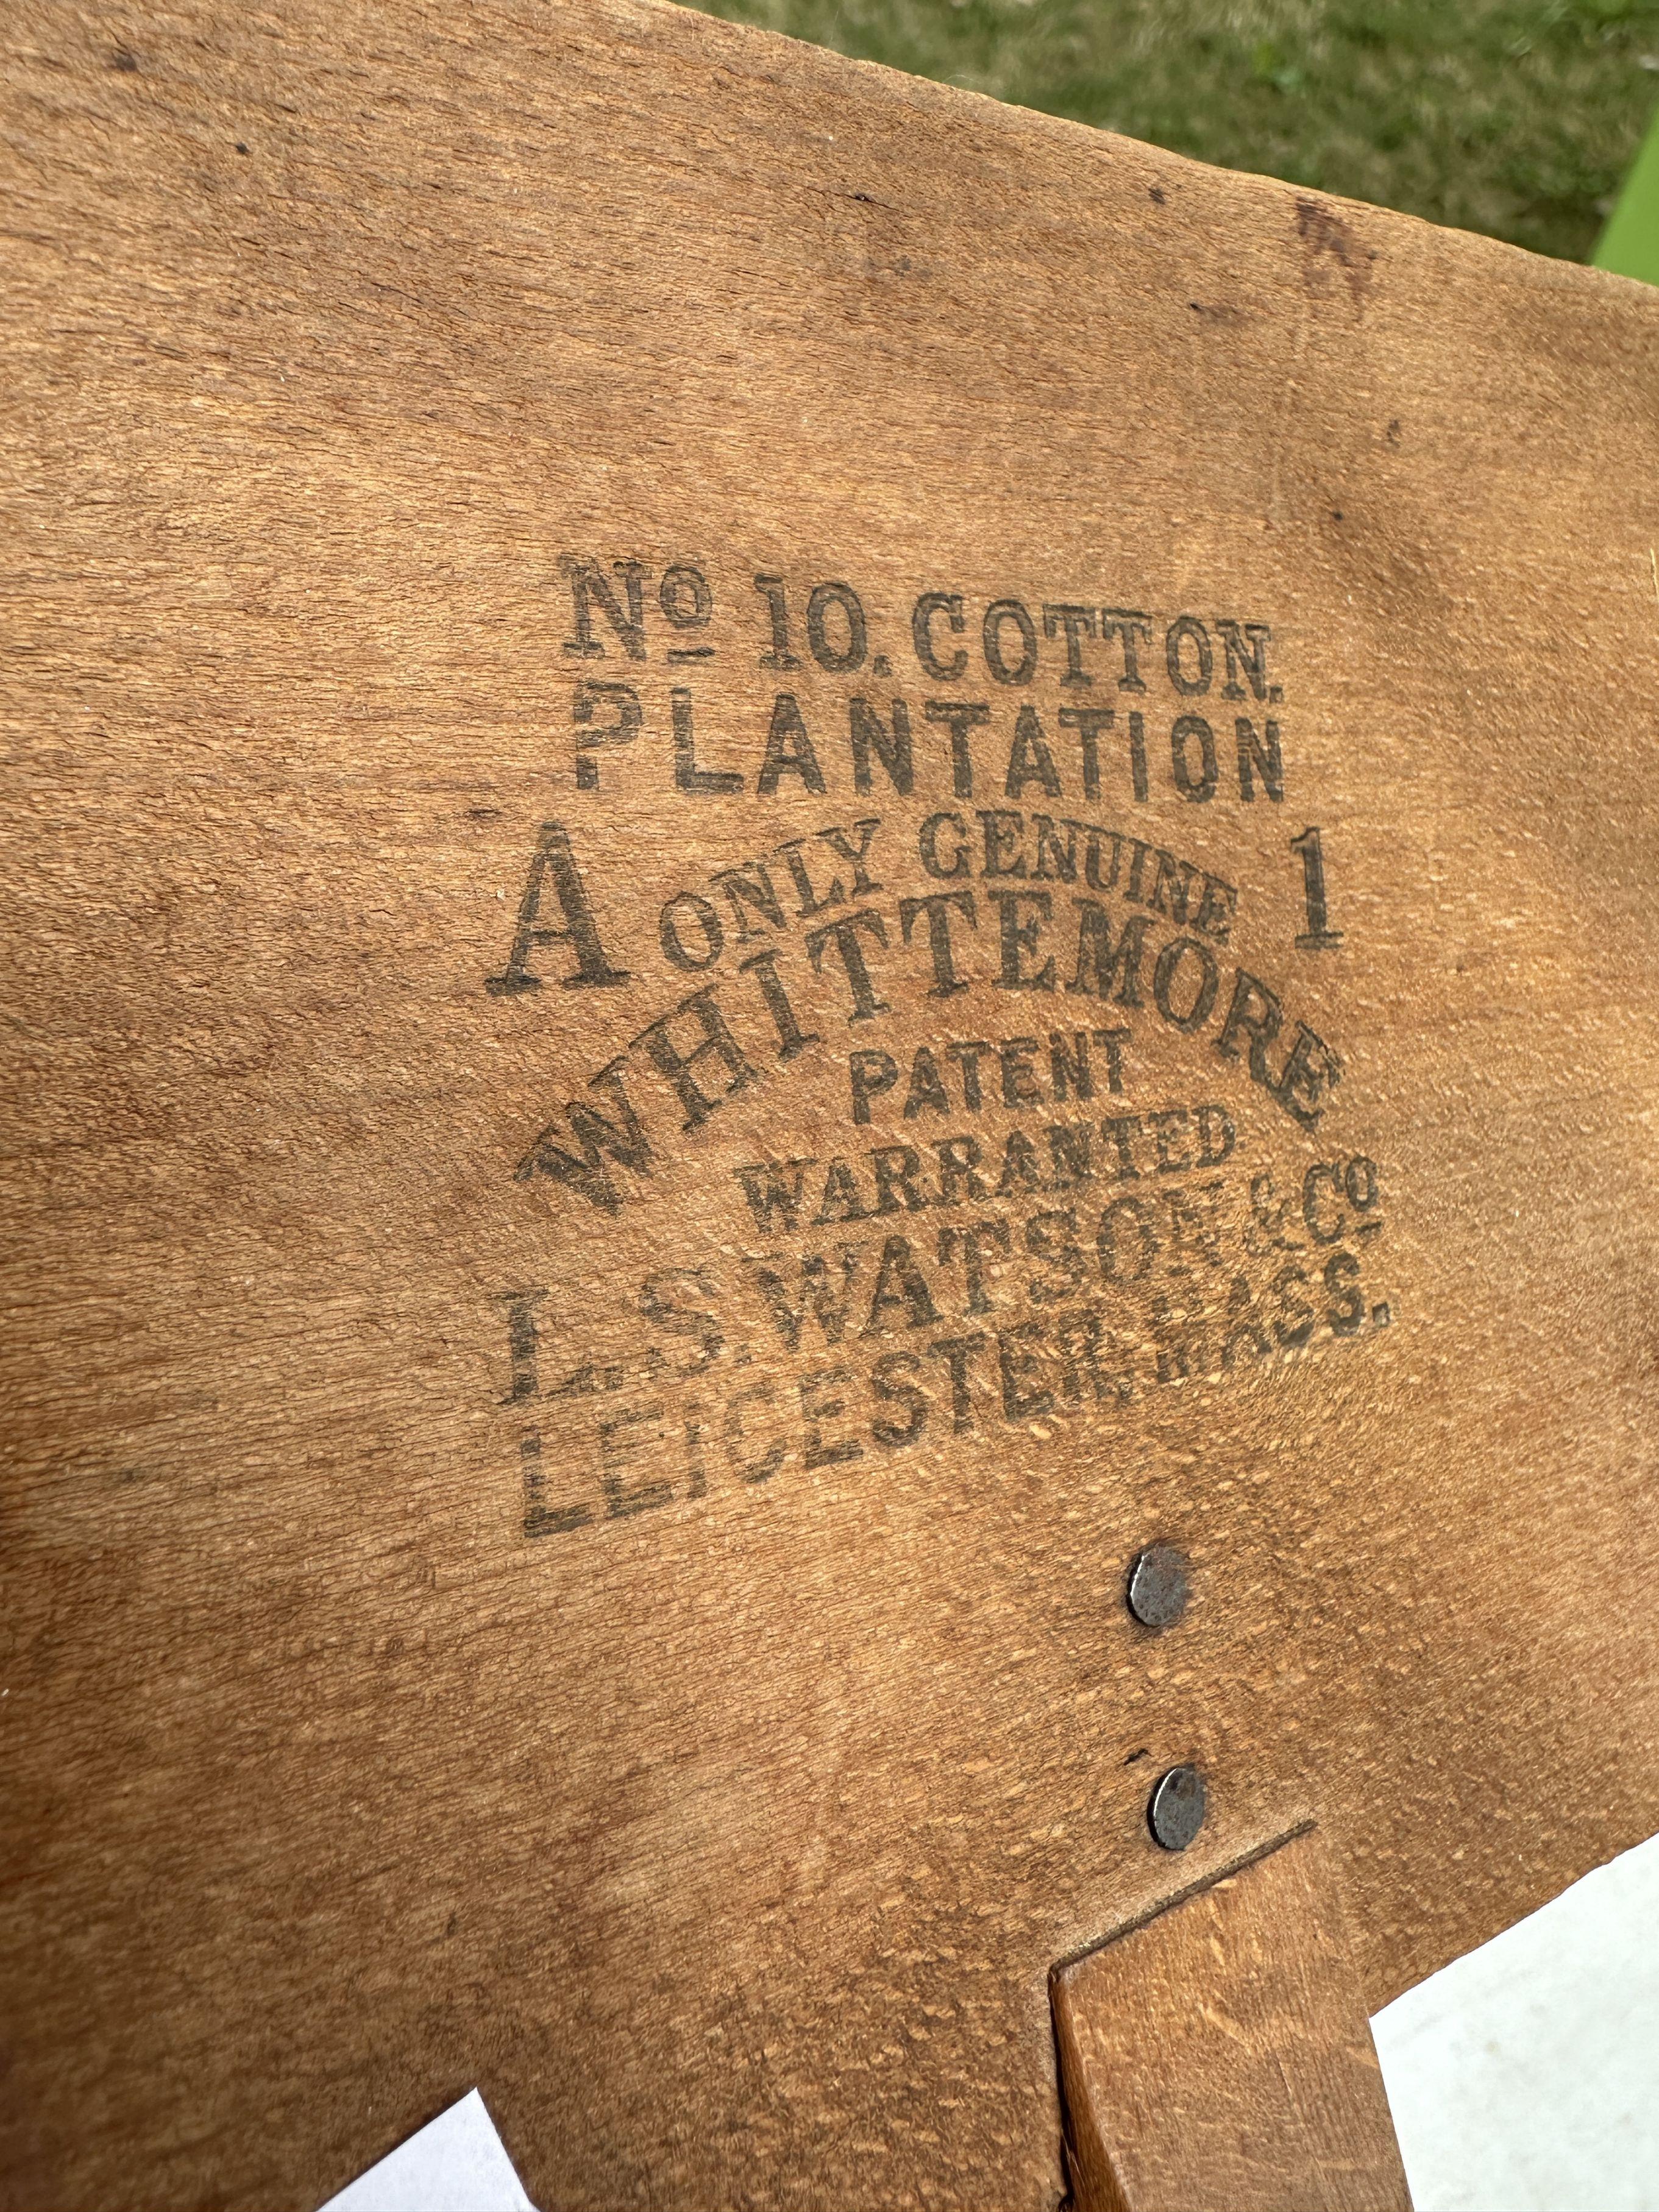 Nº 10. COTTON.
PLANTATION
A ONLY GENUINE 1
WHITTEMORE
PATENT
WARRANTED
L.S. WATSON & Cº
LEICESTER, MASS.